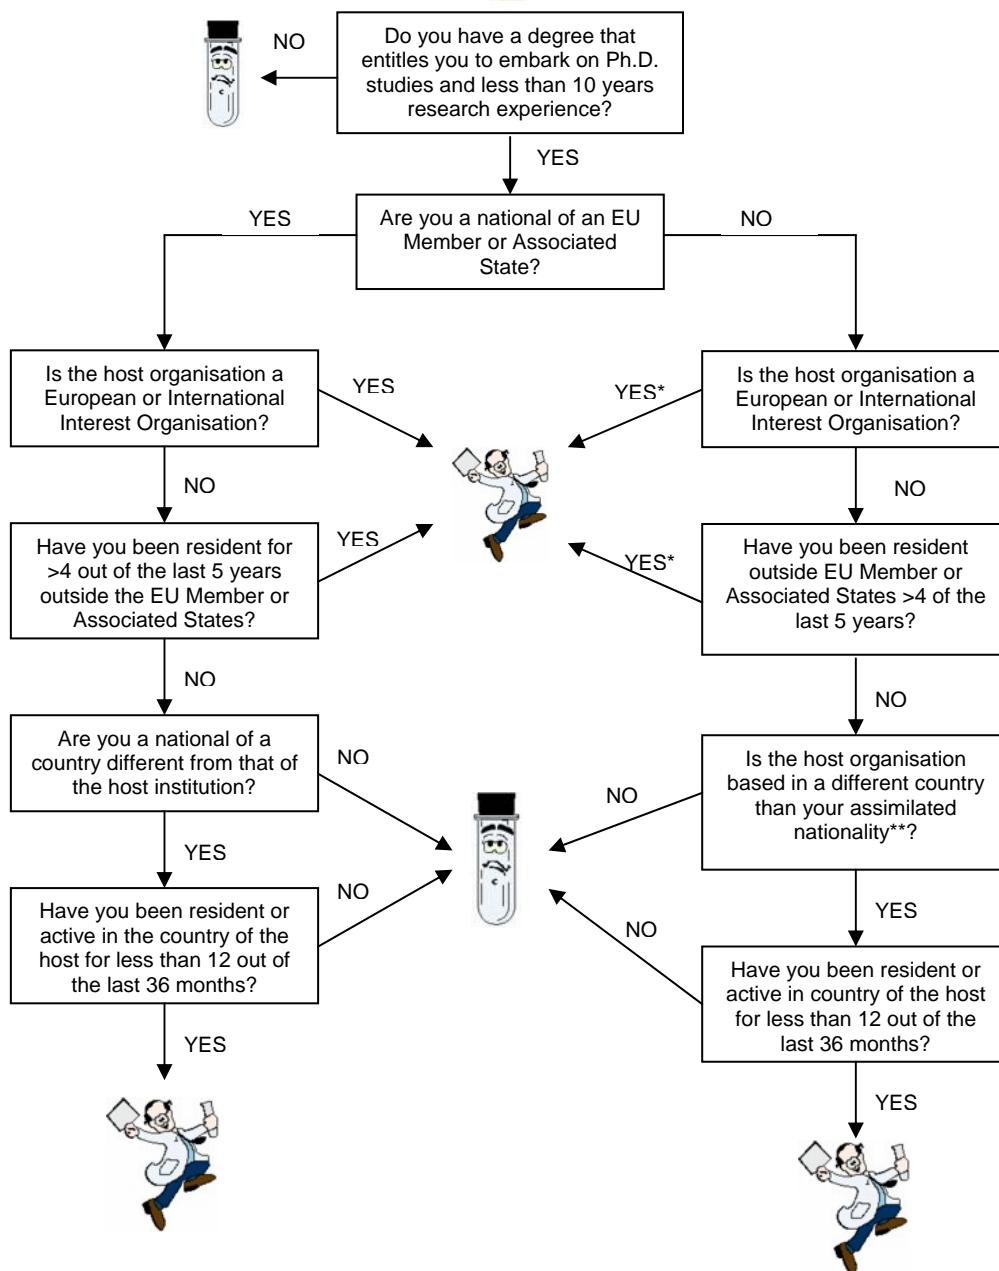 NO
Do you have a degree that
entitles you to embark on Ph.D.
studies and less than 10 years
research experience?
YES
YES
Are you a national of an EU
Member or Associated
State?
NO
Is the host organisation a
European or International
Interest Organisation?
YES
YES*
Is the host organisation a
European or International
Interest Organisation?
NO
NO
Have you been resident for
>4 out of the last 5 years
outside the EU Member or
Associated States?
YES
YES*
Have you been resident
outside EU Member or
Associated States >4 of the
last 5 years?
NO
NO
Are you a national of a
country different from that of
the host institution?
NO
NO
Is the host organisation
based in a different country
than your assimilated
nationality**?
YES
YES
Have you been resident or
active in the country of the
host for less than 12 out of
the last 36 months?
NO
NO
Have you been resident or
active in country of the host
for less than 12 out of the
last 36 months?
YES
YES